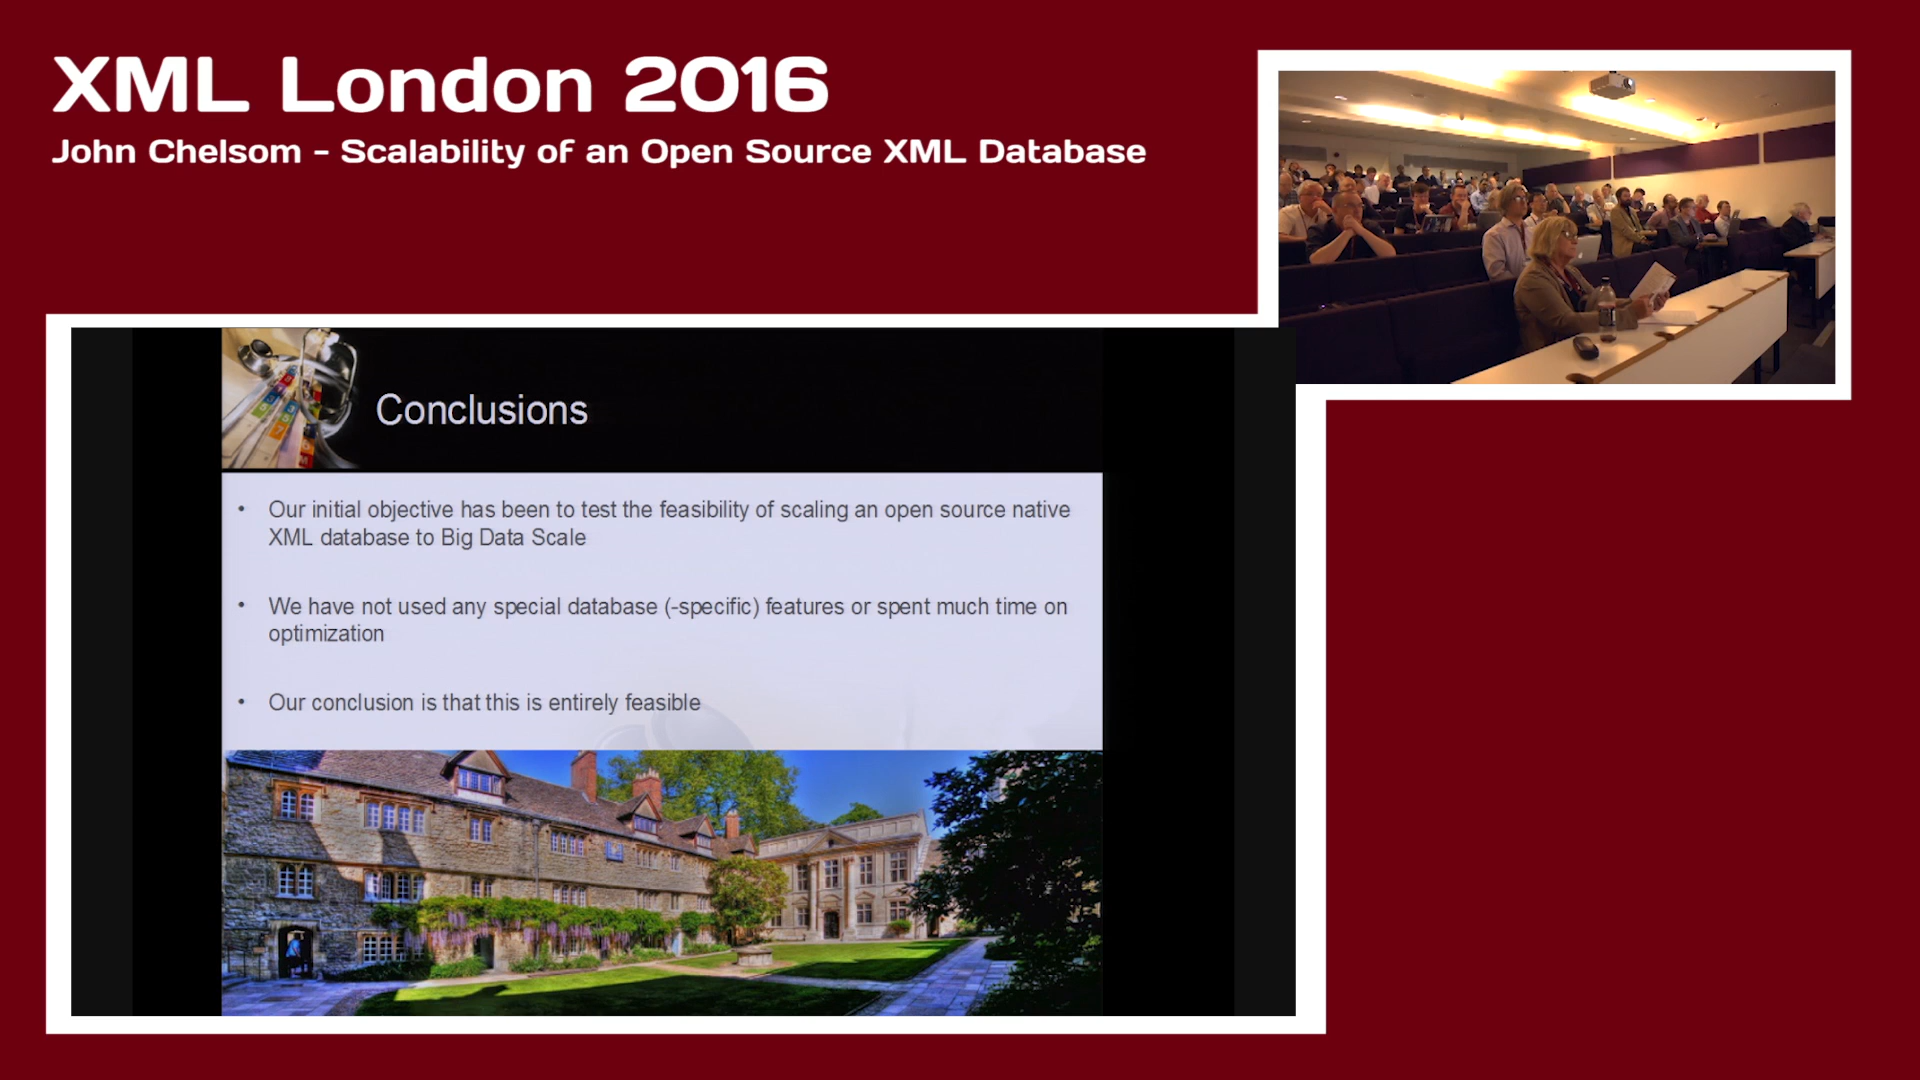 XML London 2016
John Chelsom - Scalability of an Open Source XML Database
Conclusions
• Our initial objective has been to test the feasibility of scaling an open source native
XML database to Big Data Scale
• We have not used any special database (-specific) features or spent much time on
optimization
• Our conclusion is that this is entirely feasible